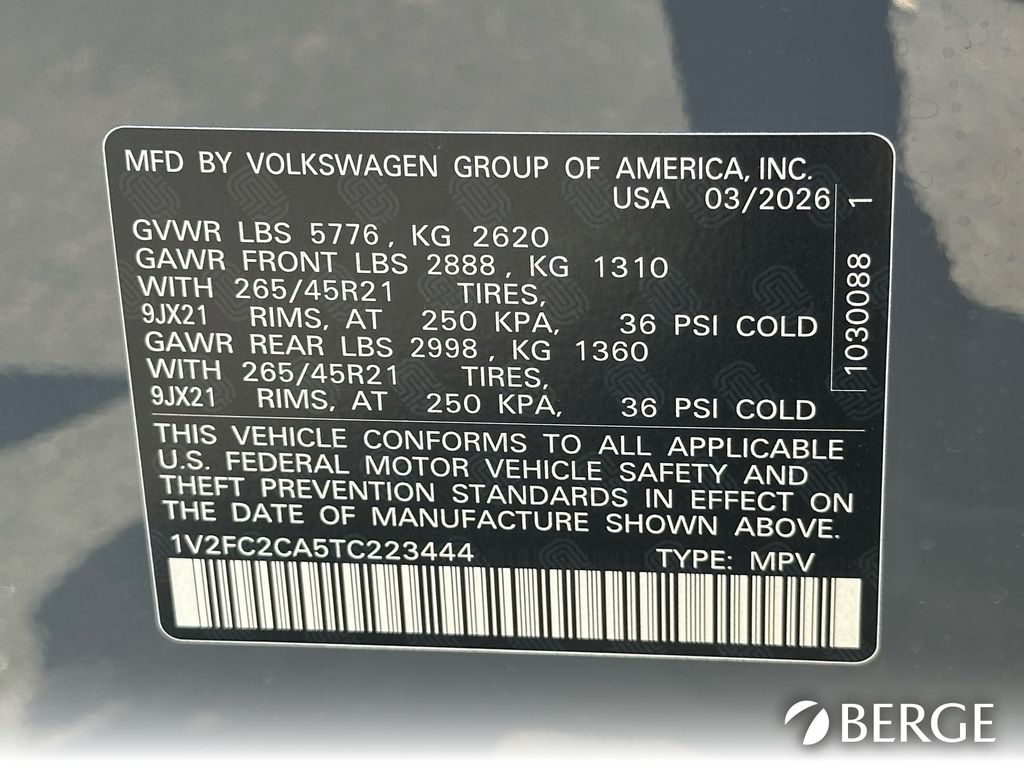 MFD BY VOLKSWAGEN GROUP OF AMERICA, INC.
USA 03/2026
GVWR LBS 5776, KG 2620
GAWR FRONT LBS 2888, KG 1310
WITH 265/45R21 TIRES,
9JX21 RIMS, AT 250 KPA, 36 PSI COLD
GAWR REAR LBS 2998, KG 1360
WITH 265/45R21 TIRES,
9JX21 RIMS, AT 250 KPA, 36 PSI COLD
1030088 1
THIS VEHICLE CONFORMS TO ALL APPLICABLE
U.S. FEDERAL MOTOR VEHICLE SAFETY AND
THEFT PREVENTION STANDARDS IN EFFECT ON
THE DATE OF MANUFACTURE SHOWN ABOVE.
1V2FC2CA5TC223444 TYPE: MPV
BERGE